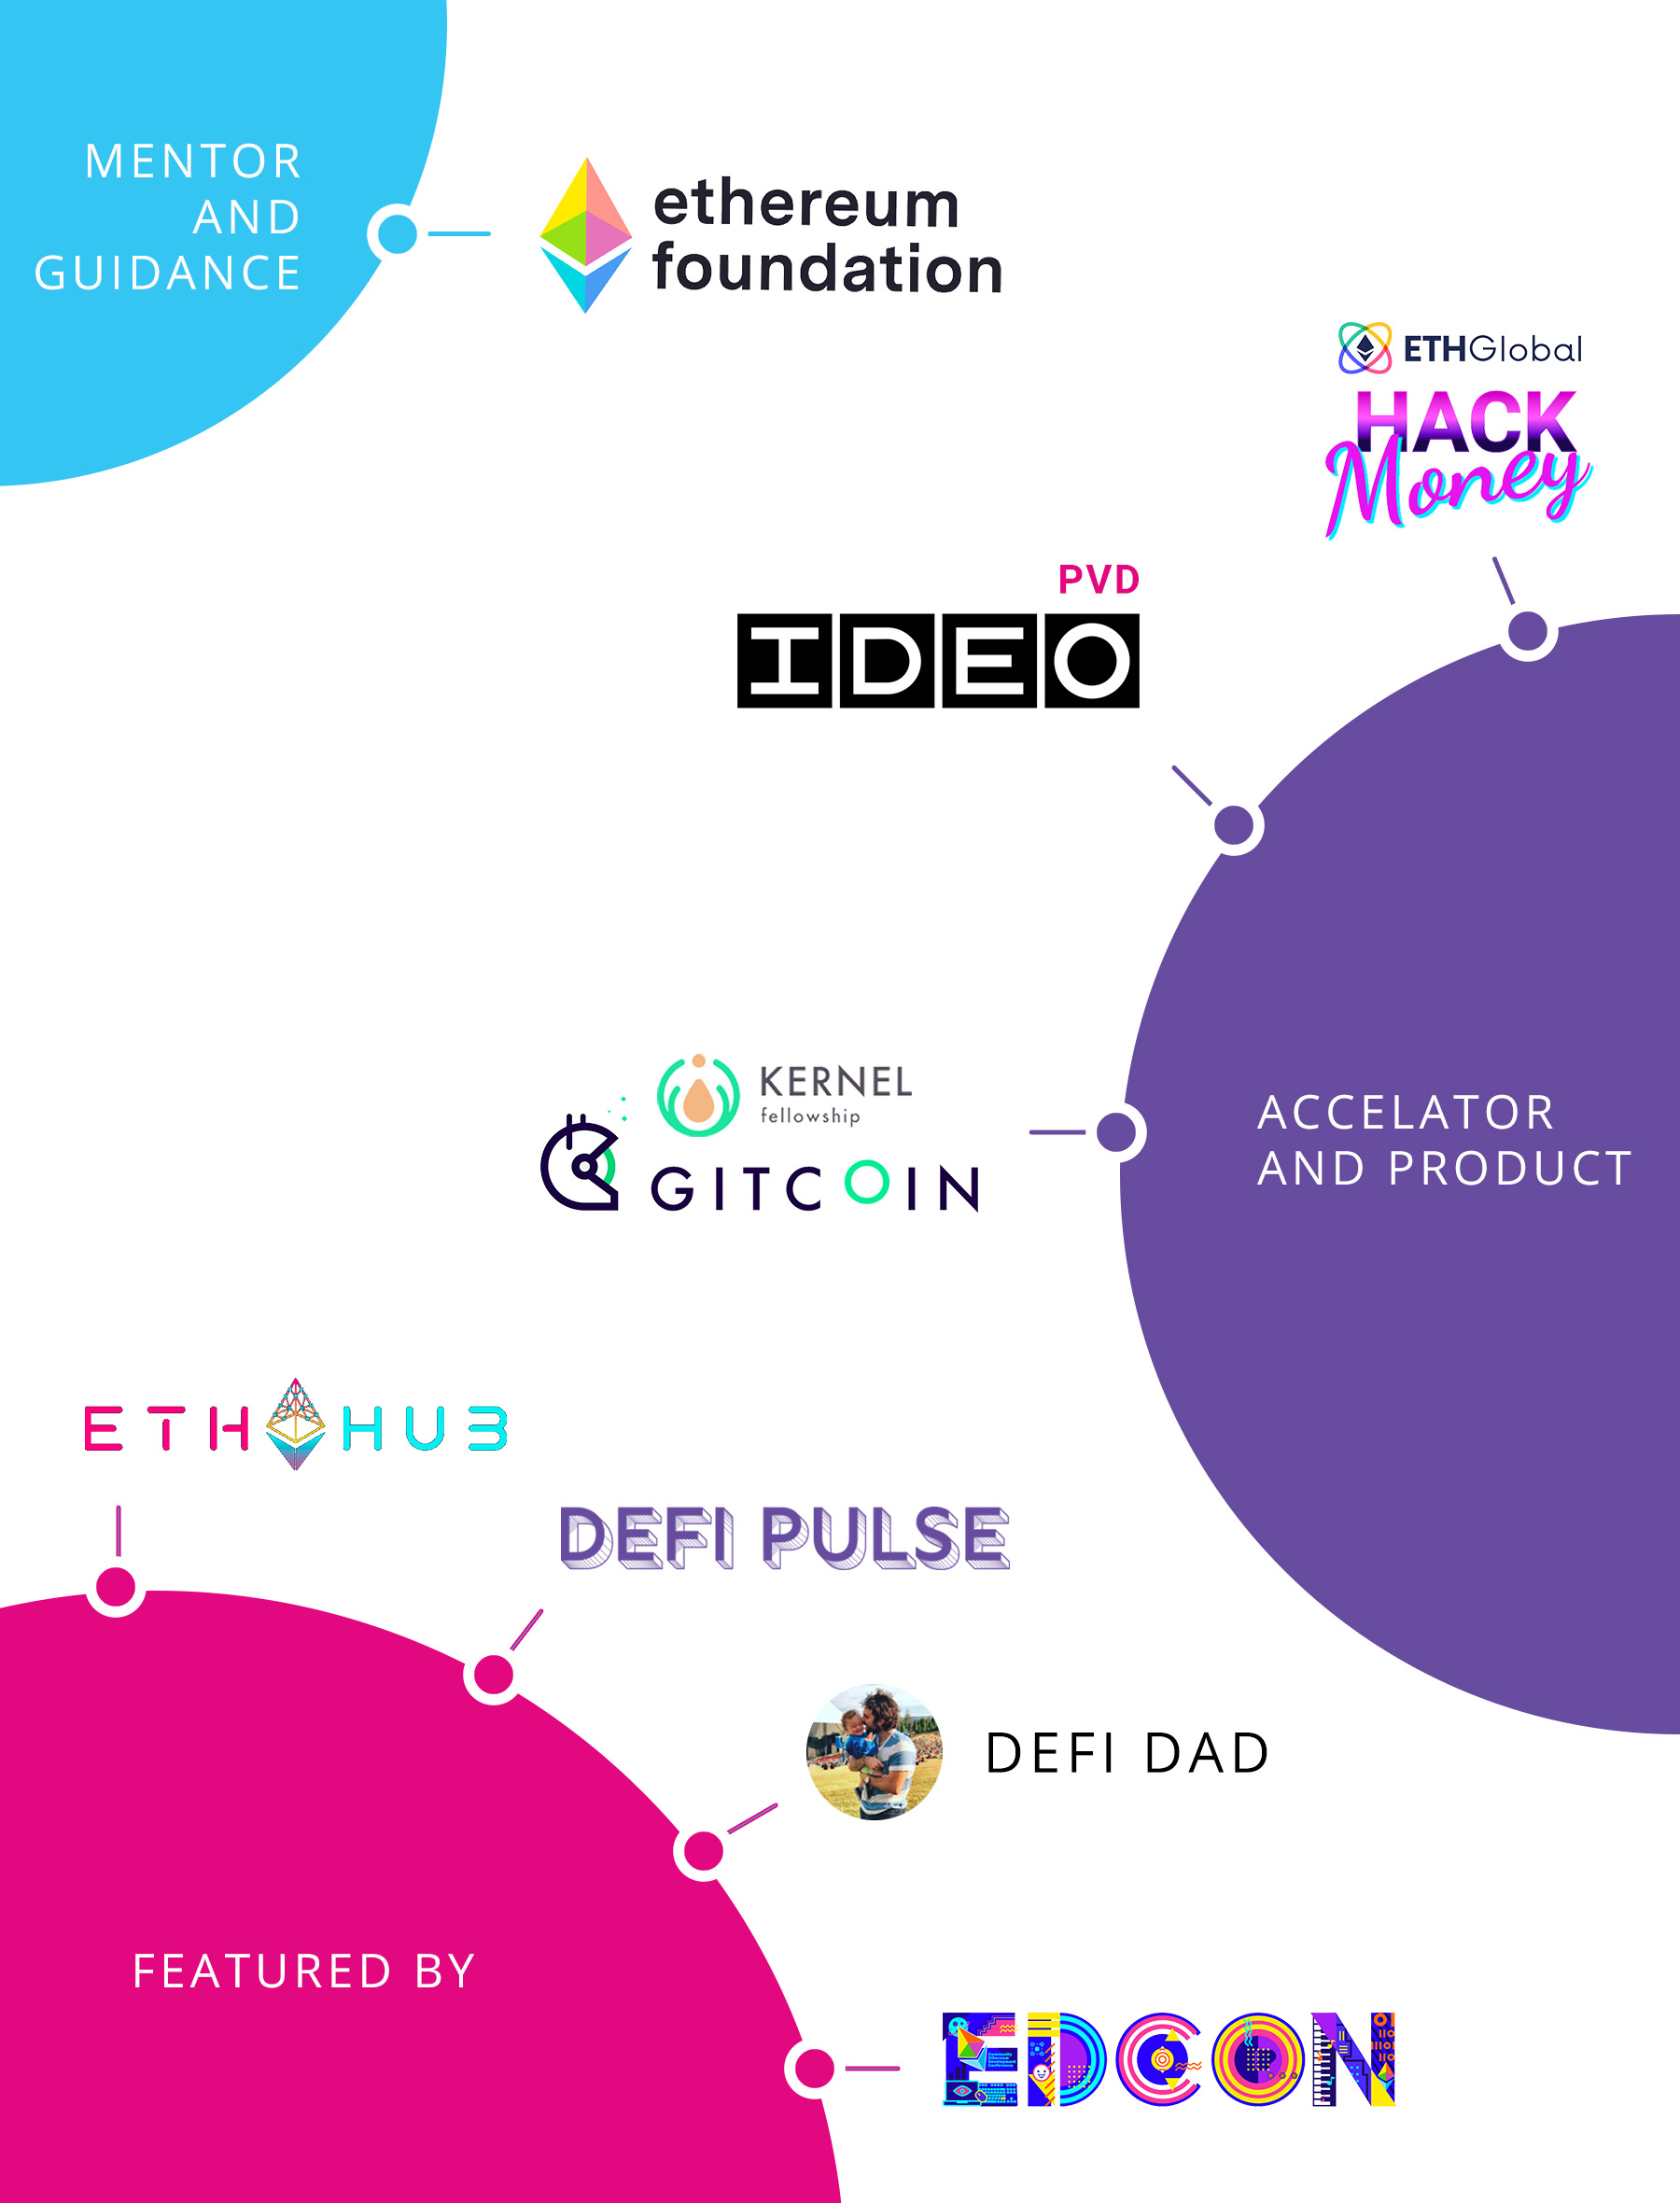 MENTOR
AND
GUIDANCE
ethereum
foundation
ETHGlobal
HACK
Money
PVD
IDEO
KERNEL
fellowship
GITCOIN
ACCELATOR
AND PRODUCT
ETH HUB
DEFI PULSE
DEFI DAD
FEATURED BY
EDCON